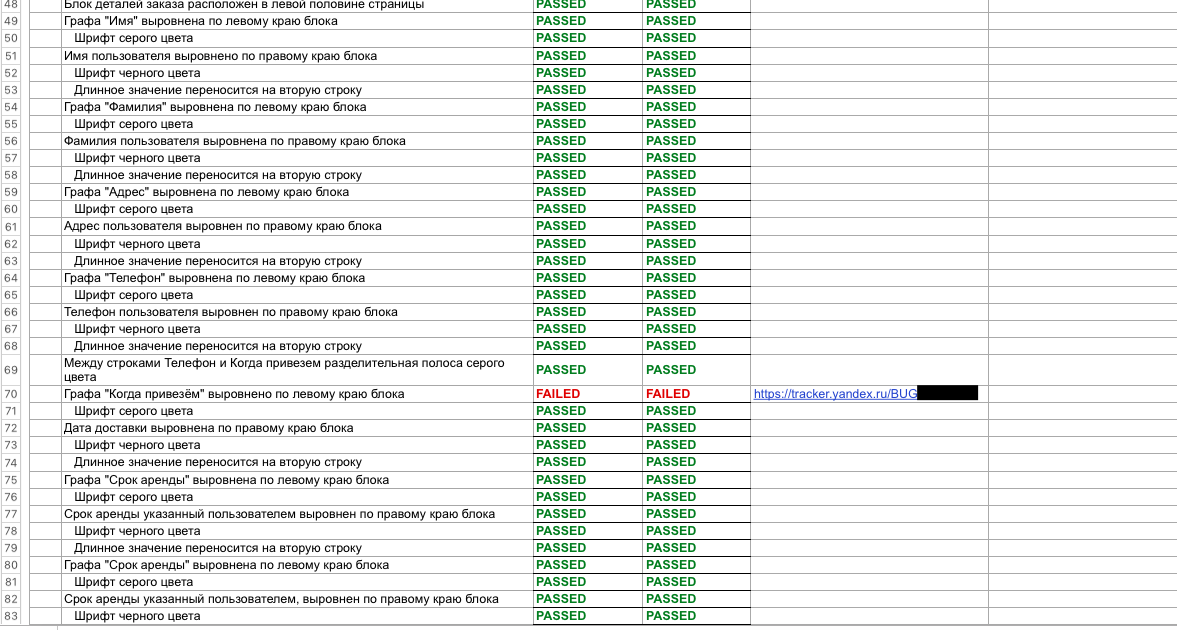 48 Блок деталей заказа расположен в левой половине страницы PASSED PASSED
49 Графа "Имя" выровнена по левому краю блока PASSED PASSED
50 Шрифт серого цвета PASSED PASSED
51 Имя пользователя выровнено по правому краю блока PASSED PASSED
52 Шрифт черного цвета PASSED PASSED
53 Длинное значение переносится на вторую строку PASSED PASSED
54 Графа "Фамилия" выровнена по левому краю блока PASSED PASSED
55 Шрифт серого цвета PASSED PASSED
56 Фамилия пользователя выровнена по правому краю блока PASSED PASSED
57 Шрифт черного цвета PASSED PASSED
58 Длинное значение переносится на вторую строку PASSED PASSED
59 Графа "Адрес" выровнена по левому краю блока PASSED PASSED
60 Шрифт серого цвета PASSED PASSED
61 Адрес пользователя выровнен по правому краю блока PASSED PASSED
62 Шрифт черного цвета PASSED PASSED
63 Длинное значение переносится на вторую строку PASSED PASSED
64 Графа "Телефон" выровнена по левому краю блока PASSED PASSED
65 Шрифт серого цвета PASSED PASSED
66 Телефон пользователя выровнен по правому краю блока PASSED PASSED
67 Шрифт черного цвета PASSED PASSED
68 Длинное значение переносится на вторую строку PASSED PASSED
69 Между строками Телефон и Когда привезем разделительная полоса серого
цвета PASSED PASSED
70 Графа "Когда привезём" выровнено по левому краю блока FAILED FAILED https://tracker.yandex.ru/BUG
71 Шрифт серого цвета PASSED PASSED
72 Дата доставки выровнена по правому краю блока PASSED PASSED
73 Шрифт черного цвета PASSED PASSED
74 Длинное значение переносится на вторую строку PASSED PASSED
75 Графа "Срок аренды" выровнена по левому краю блока PASSED PASSED
76 Шрифт серого цвета PASSED PASSED
77 Срок аренды указанный пользователем выровнен по правому краю блока PASSED PASSED
78 Шрифт черного цвета PASSED PASSED
79 Длинное значение переносится на вторую строку PASSED PASSED
80 Графа "Срок аренды" выровнена по левому краю блока PASSED PASSED
81 Шрифт серого цвета PASSED PASSED
82 Срок аренды указанный пользователем, выровнен по правому краю блока PASSED PASSED
83 Шрифт черного цвета PASSED PASSED